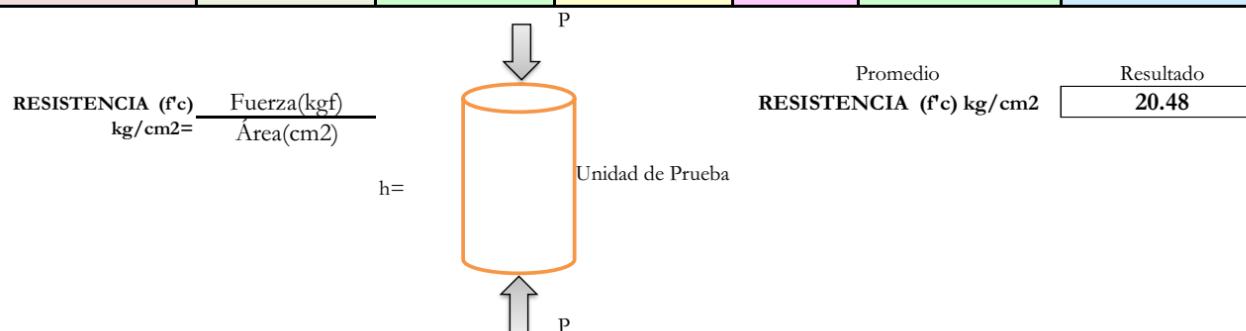 P
Promedio Resultado
RESISTENCIA (f'c) Fuerza(kgf) RESISTENCIA (f'c) kg/cm2 20.48
kg/cm2= Área(cm2)
Unidad de Prueba
h=
P